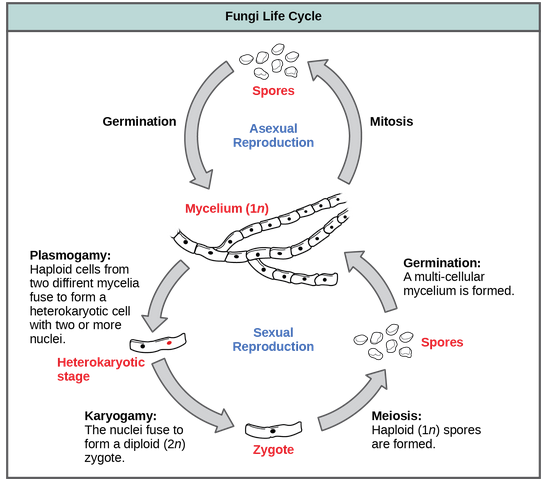 Fungi Life Cycle
Spores
Germination
Asexual
Reproduction
Mitosis
Mycelium (1n)
Plasmogamy:
Haploid cells from
two diffirent mycelia
fuse to form a
heterokaryotic cell
with two or more
nuclei.
Germination:
A multi-cellular
mycelium is formed.
Sexual
Reproduction
Spores
Heterokaryotic
stage
Karyogamy:
The nuclei fuse to
form a diploid (2n)
zygote.
Zygote
Meiosis:
Haploid (1n) spores
are formed.